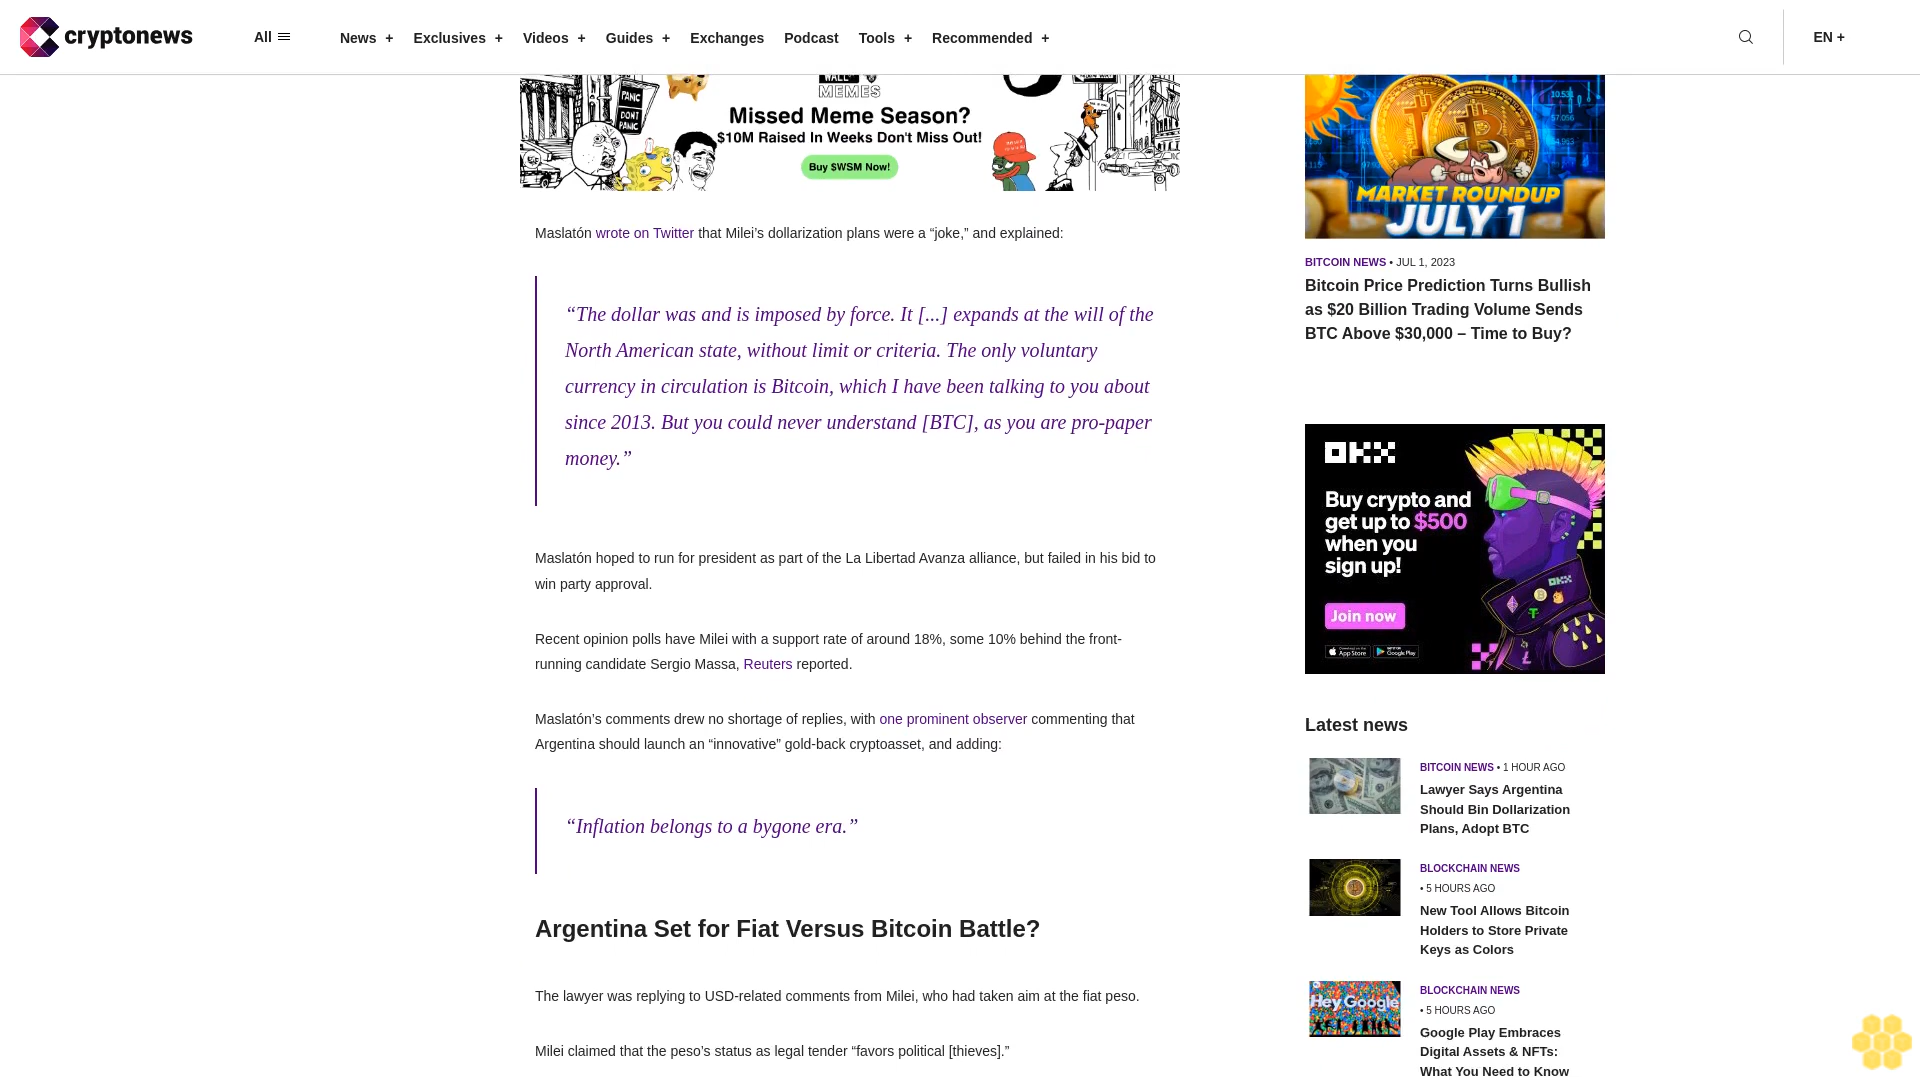 cryptonews
All
News +
Exclusives +
Videos +
Guides +
Exchanges
Podcast
Tools +
Recommended +
EN +
PANIC
DONT
PANIC
WALL
MEMES
Missed Meme Season?
$10M Raised In Weeks Don't Miss Out!
Buy $WSM Now!
Maslatón wrote on Twitter that Milei’s dollarization plans were a “joke,” and explained:
“The dollar was and is imposed by force. It [...] expands at the will of the
North American state, without limit or criteria. The only voluntary
currency in circulation is Bitcoin, which I have been talking to you about
since 2013. But you could never understand [BTC], as you are pro-paper
money.”
Maslatón hoped to run for president as part of the La Libertad Avanza alliance, but failed in his bid to
win party approval.
Recent opinion polls have Milei with a support rate of around 18%, some 10% behind the front-
running candidate Sergio Massa, Reuters reported.
Maslatón’s comments drew no shortage of replies, with one prominent observer commenting that
Argentina should launch an “innovative” gold-back cryptoasset, and adding:
“Inflation belongs to a bygone era.”
Argentina Set for Fiat Versus Bitcoin Battle?
The lawyer was replying to USD-related comments from Milei, who had taken aim at the fiat peso.
Milei claimed that the peso’s status as legal tender “favors political [thieves].”
MARKET ROUNDUP
JULY 1
BITCOIN NEWS • JUL 1, 2023
Bitcoin Price Prediction Turns Bullish
as $20 Billion Trading Volume Sends
BTC Above $30,000 – Time to Buy?
OKX
Buy crypto and
get up to $500
when you
sign up!
Join now
App Store
Google Play
OKX
Latest news
BITCOIN NEWS • 1 HOUR AGO
Lawyer Says Argentina
Should Bin Dollarization
Plans, Adopt BTC
BLOCKCHAIN NEWS
• 5 HOURS AGO
New Tool Allows Bitcoin
Holders to Store Private
Keys as Colors
Hey Google
BLOCKCHAIN NEWS
• 5 HOURS AGO
Google Play Embraces
Digital Assets & NFTs:
What You Need to Know